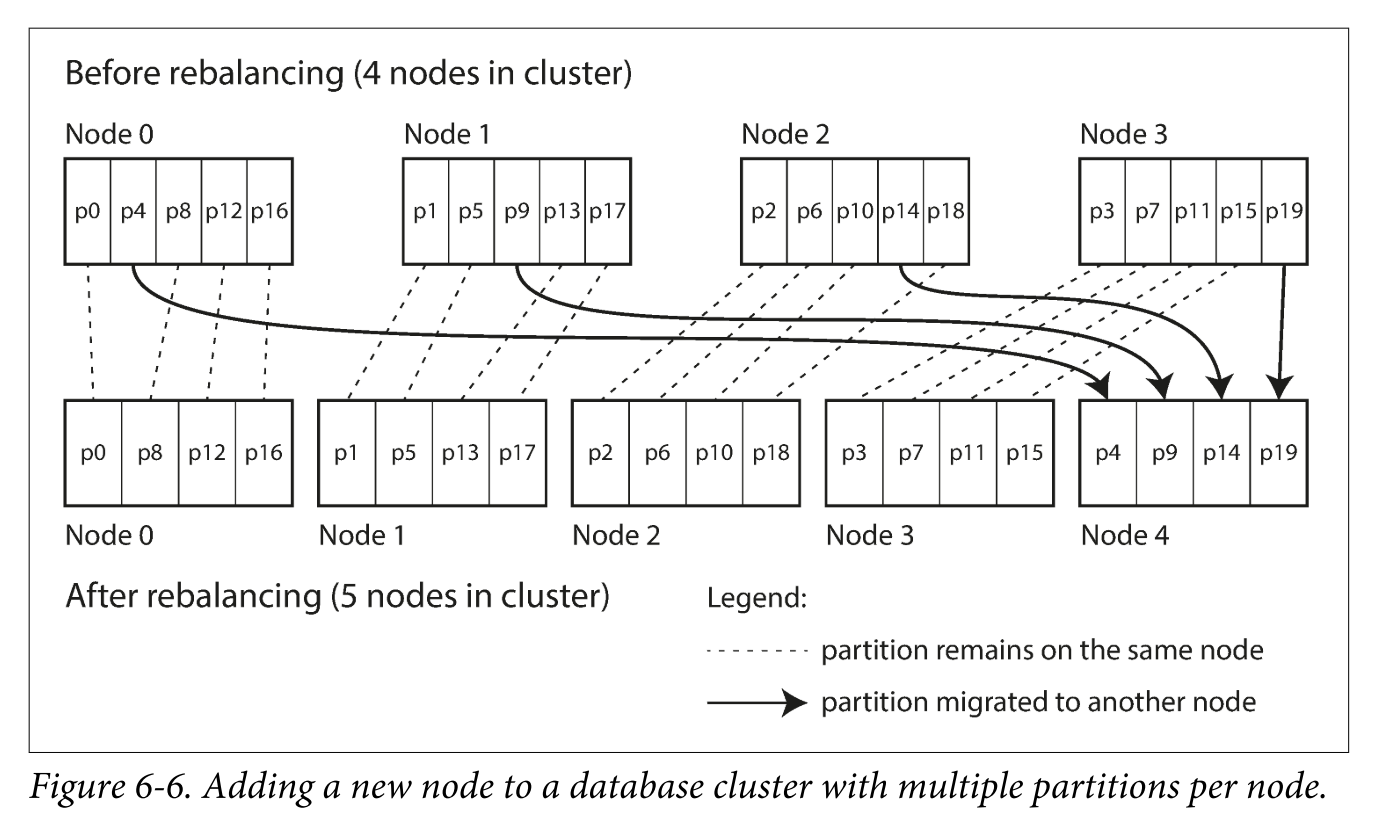 Before rebalancing (4 nodes in cluster)
Node 0 Node 1 Node 2 Node 3
p0 p4 p8 p12 p16 p1 p5 p9 p13 p17 p2 p6 p10 p14 p18 p3 p7 p11 p15 p19
p0 p8 p12 p16 p1 p5 p13 p17 p2 p6 p10 p18 p3 p7 p11 p15 p4 p9 p14 p19
Node 0 Node 1 Node 2 Node 3 Node 4
After rebalancing (5 nodes in cluster)
Legend:
partition remains on the same node
partition migrated to another node
Figure 6-6. Adding a new node to a database cluster with multiple partitions per node.